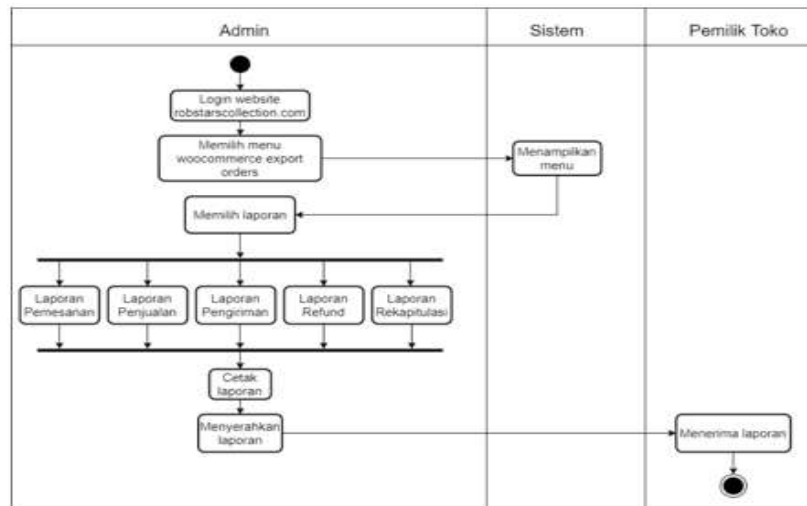 Admin
Sistem
Pemilik Toko
Login website
robstarscollection.com
Memilih menu
woocommerce export
orders
Menampilkan
menu
Memilih laporan
Laporan
Pemesanan
Laporan
Penjualan
Laporan
Pengiriman
Laporan
Refund
Laporan
Rekapitulasi
Cetak
laporan
Menyerahkan
laporan
Menerima laporan